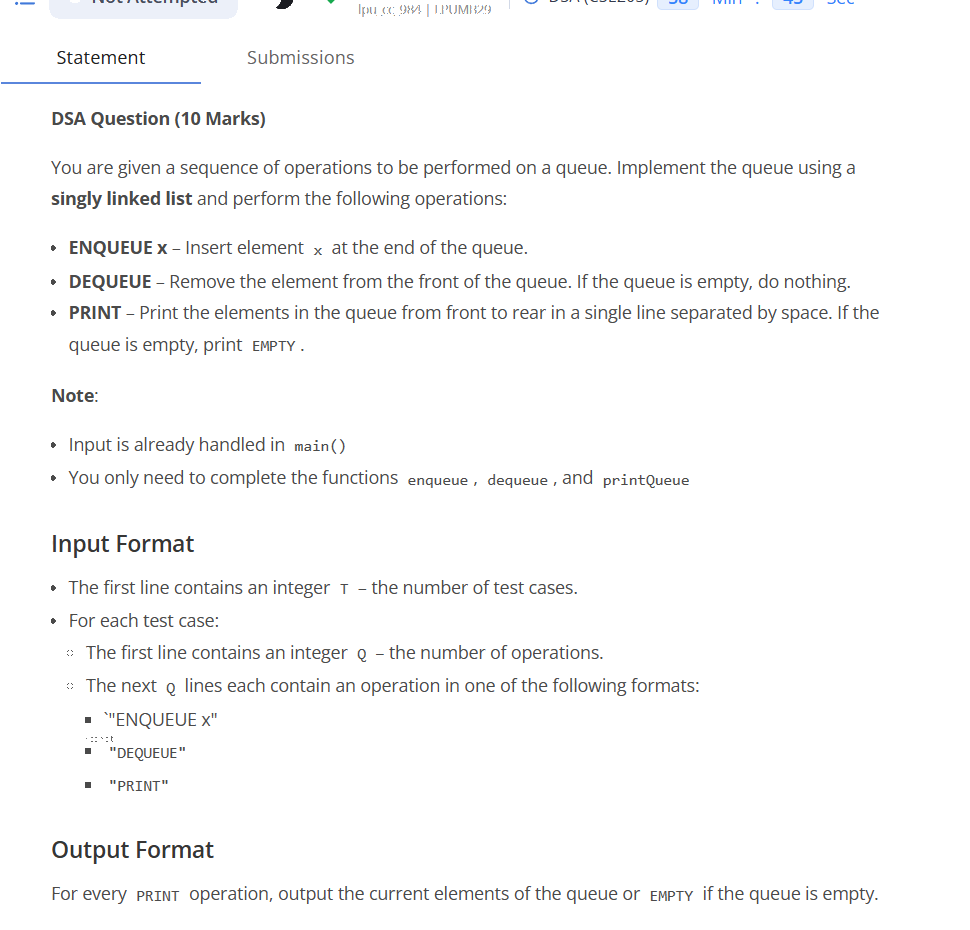 Not Attempted
DSA (CSE205) 38 Min : 45 Sec
Statement Submissions
DSA Question (10 Marks)
You are given a sequence of operations to be performed on a queue. Implement the queue using a
singly linked list and perform the following operations:
ENQUEUE x – Insert element x at the end of the queue.
DEQUEUE – Remove the element from the front of the queue. If the queue is empty, do nothing.
PRINT – Print the elements in the queue from front to rear in a single line separated by space. If the
queue is empty, print EMPTY .
Note:
Input is already handled in main()
You only need to complete the functions enqueue , dequeue , and printQueue
Input Format
The first line contains an integer T – the number of test cases.
For each test case:
The first line contains an integer Q – the number of operations.
The next Q lines each contain an operation in one of the following formats:
`"ENQUEUE x"
"DEQUEUE"
"PRINT"
Output Format
For every PRINT operation, output the current elements of the queue or EMPTY if the queue is empty.